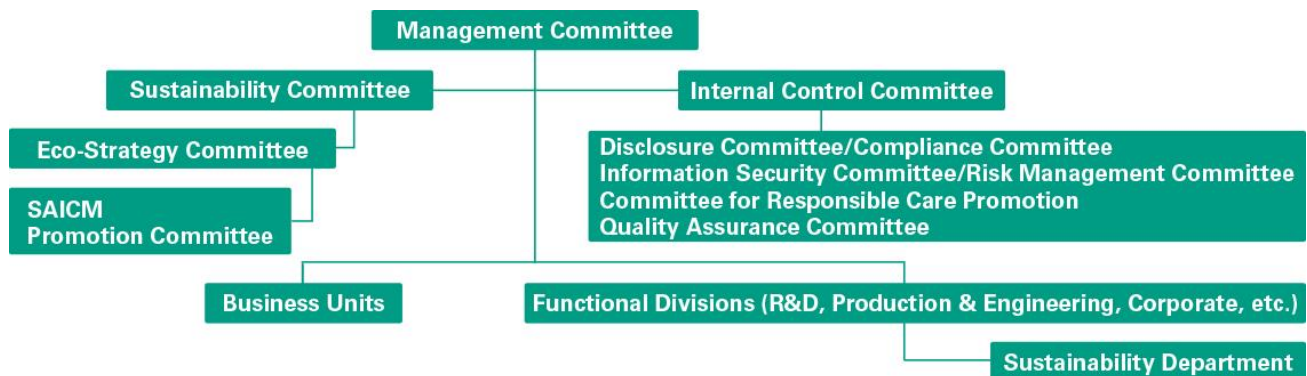 Management Committee
Sustainability Committee
Internal Control Committee
Eco-Strategy Committee
Disclosure Committee/Compliance Committee
Information Security Committee/Risk Management Committee
Committee for Responsible Care Promotion
Quality Assurance Committee
SAICM
Promotion Committee
Business Units
Functional Divisions (R&D, Production & Engineering, Corporate, etc.)
Sustainability Department